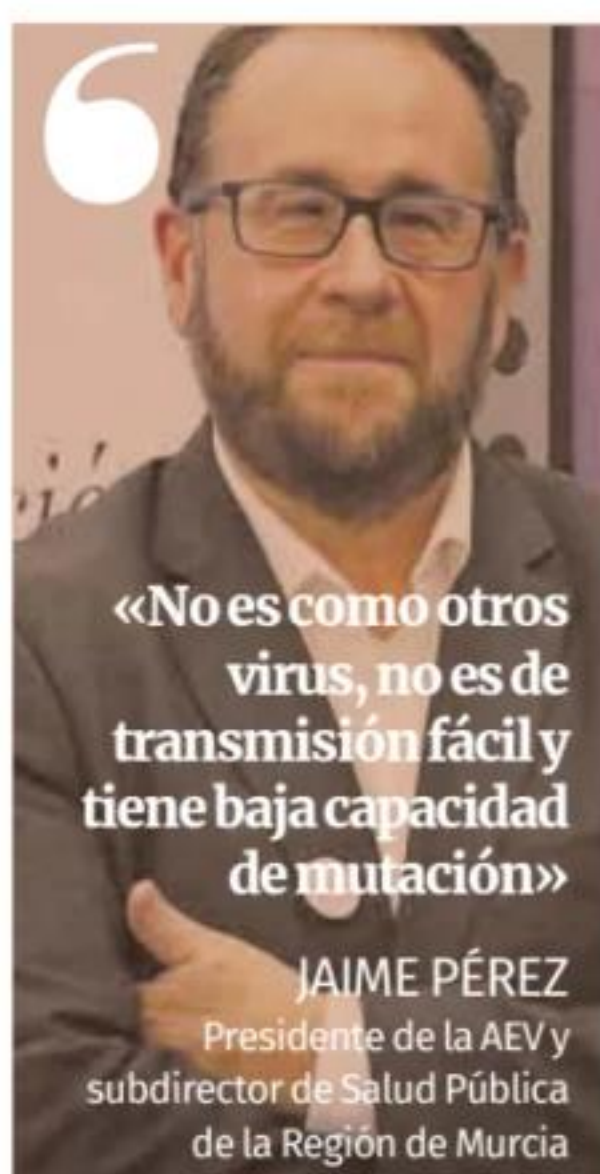 «No es como otros
virus, no es de
transmisión fácil y
tiene baja capacidad
de mutación»
JAIME PÉREZ
Presidente de la AEV y
subdirector de Salud Pública
de la Región de Murcia